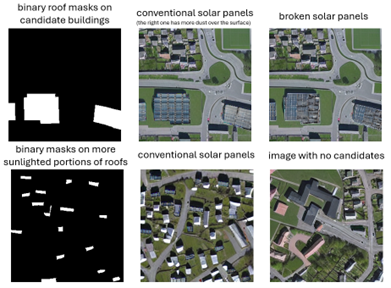 binary roof masks on
candidate buildings
conventional solar panels
(the right one has more dust over the surface)
broken solar panels
binary masks on more
sunlighted portions of roofs
conventional solar panels
image with no candidates